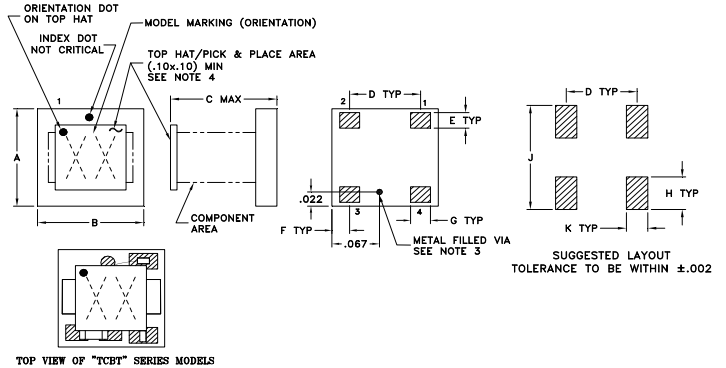 ORIENTATION DOT
ON TOP HAT
MODEL MARKING (ORIENTATION)
INDEX DOT
NOT CRITICAL
TOP HAT/PICK & PLACE AREA
(.10x.10) MIN
SEE NOTE 4
1
A
B
C MAX
COMPONENT
AREA
D TYP
2
1
E TYP
.022
3
4
F TYP
G TYP
.067
METAL FILLED VIA
SEE NOTE 3
D TYP
J
H TYP
K TYP
SUGGESTED LAYOUT
TOLERANCE TO BE WITHIN ±.002
TOP VIEW OF "TCBT" SERIES MODELS